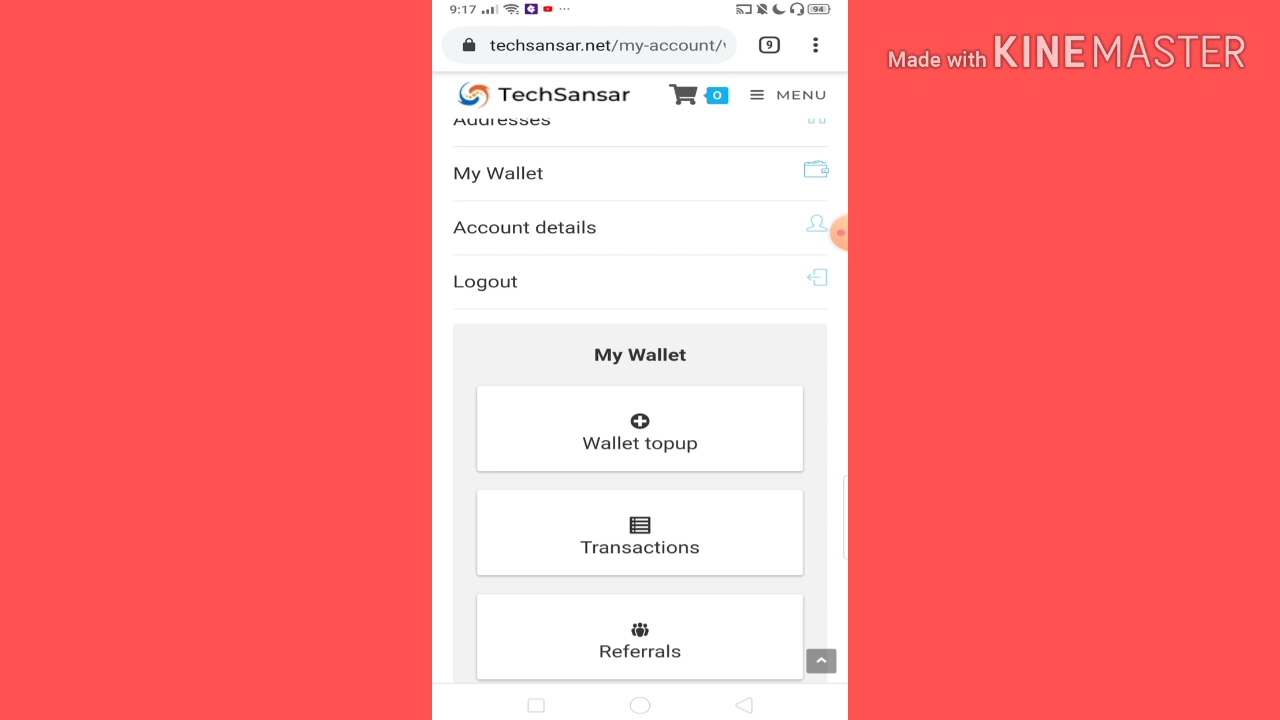 9:17
94
techsansar.net/my-account/
9
Made with KINEMASTER
TechSansar
0
MENU
Addresses
My Wallet
Account details
Logout
My Wallet
Wallet topup
Transactions
Referrals